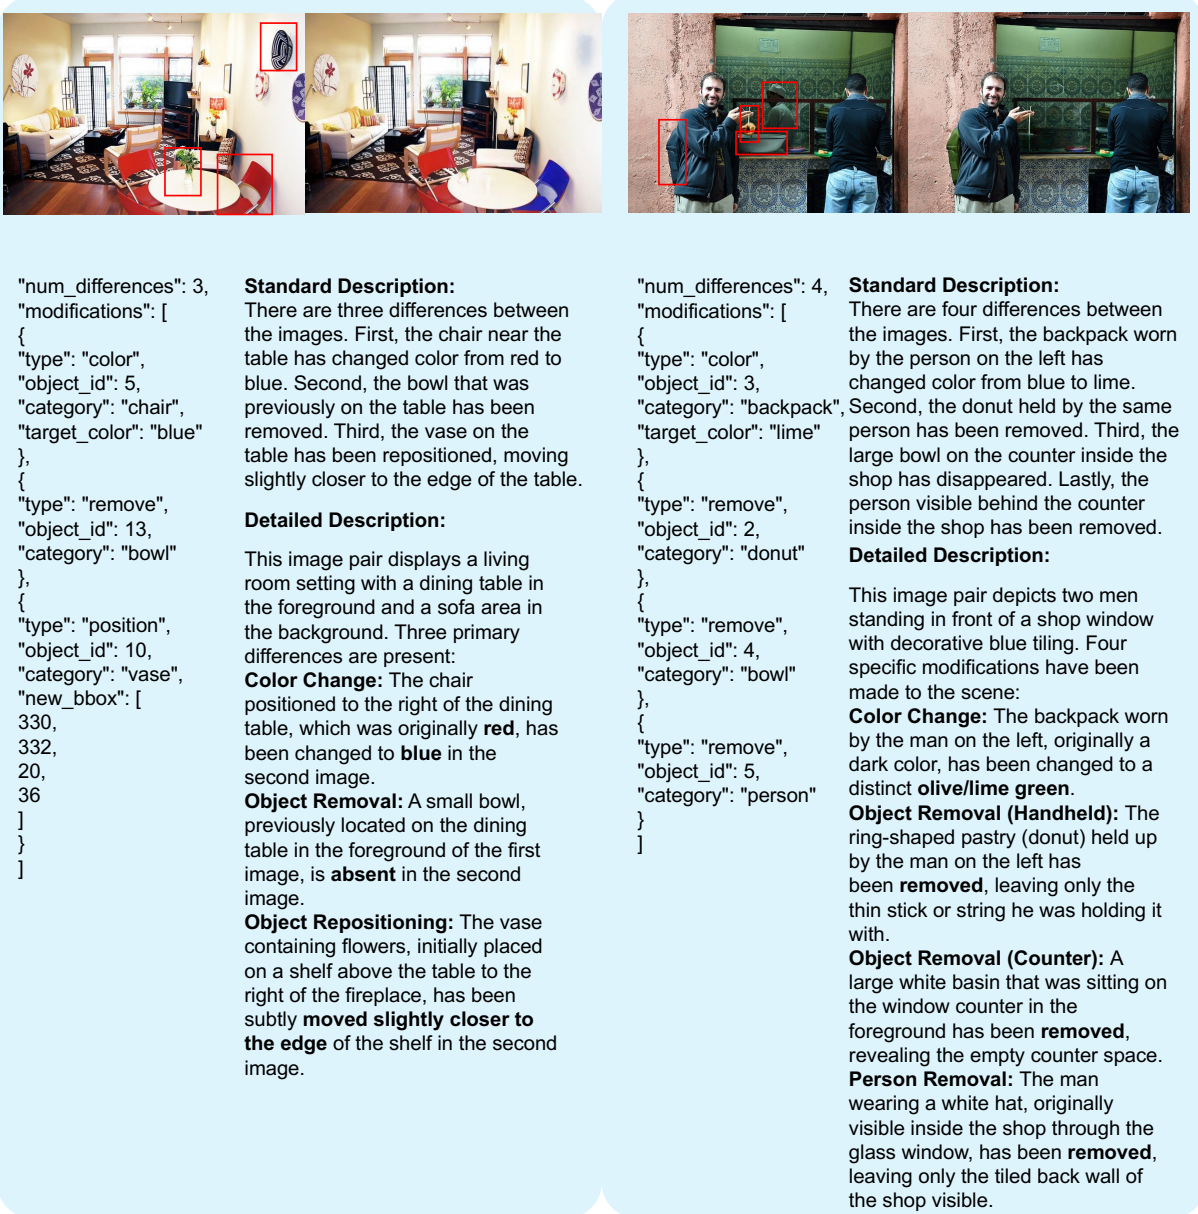 "num_differences": 3,
"modifications": [
{
"type": "color",
"object_id": 5,
"category": "chair",
"target_color": "blue"
},
{
"type": "remove",
"object_id": 13,
"category": "bowl"
},
{
"type": "position",
"object_id": 10,
"category": "vase",
"new_bbox": [
330,
332,
20,
36
]
}
]
Standard Description:
There are three differences between
the images. First, the chair near the
table has changed color from red to
blue. Second, the bowl that was
previously on the table has been
removed. Third, the vase on the
table has been repositioned, moving
slightly closer to the edge of the table.
Detailed Description:
This image pair displays a living
room setting with a dining table in
the foreground and a sofa area in
the background. Three primary
differences are present:
Color Change: The chair
positioned to the right of the dining
table, which was originally red, has
been changed to blue in the
second image.
Object Removal: A small bowl,
previously located on the dining
table in the foreground of the first
image, is absent in the second
image.
Object Repositioning: The vase
containing flowers, initially placed
on a shelf above the table to the
right of the fireplace, has been
subtly moved slightly closer to
the edge of the shelf in the second
image.
"num_differences": 4,
"modifications": [
{
"type": "color",
"object_id": 3,
"category": "backpack",
"target_color": "lime"
},
{
"type": "remove",
"object_id": 2,
"category": "donut"
},
{
"type": "remove",
"object_id": 4,
"category": "bowl"
},
{
"type": "remove",
"object_id": 5,
"category": "person"
}
]
Standard Description:
There are four differences between
the images. First, the backpack worn
by the person on the left has
changed color from blue to lime.
Second, the donut held by the same
person has been removed. Third, the
large bowl on the counter inside the
shop has disappeared. Lastly, the
person visible behind the counter
inside the shop has been removed.
Detailed Description:
This image pair depicts two men
standing in front of a shop window
with decorative blue tiling. Four
specific modifications have been
made to the scene:
Color Change: The backpack worn
by the man on the left, originally a
dark color, has been changed to a
distinct olive/lime green.
Object Removal (Handheld): The
ring-shaped pastry (donut) held up
by the man on the left has
been removed, leaving only the
thin stick or string he was holding it
with.
Object Removal (Counter): A
large white basin that was sitting on
the window counter in the
foreground has been removed,
revealing the empty counter space.
Person Removal: The man
wearing a white hat, originally
visible inside the shop through the
glass window, has been removed,
leaving only the tiled back wall of
the shop visible.